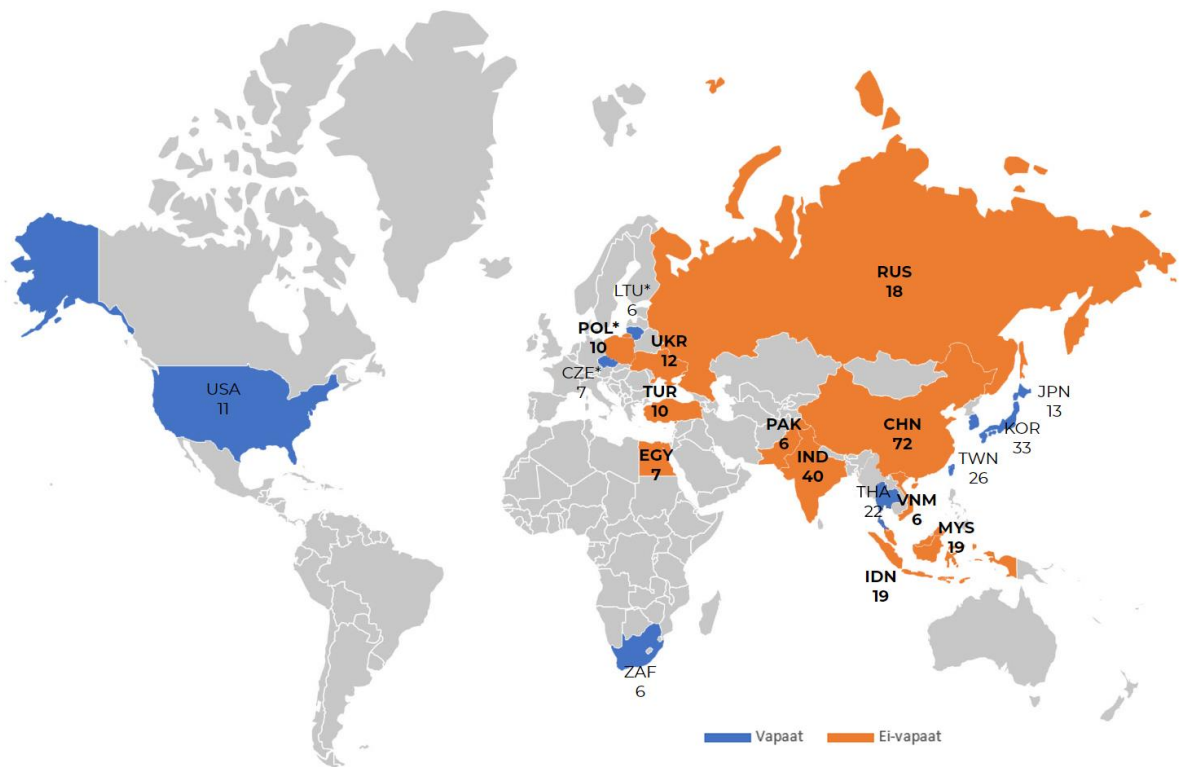 RUS
18
LTU*
6
POL*
10
UKR
12
CZE*
7
USA
11
TUR
10
JPN
13
PAK
6
CHN
72
KOR
33
EGY
7
IND
40
TWN
26
THA
22
VNM
6
MYS
19
IDN
19
ZAF
6
Vapaat
Ei-vapaat